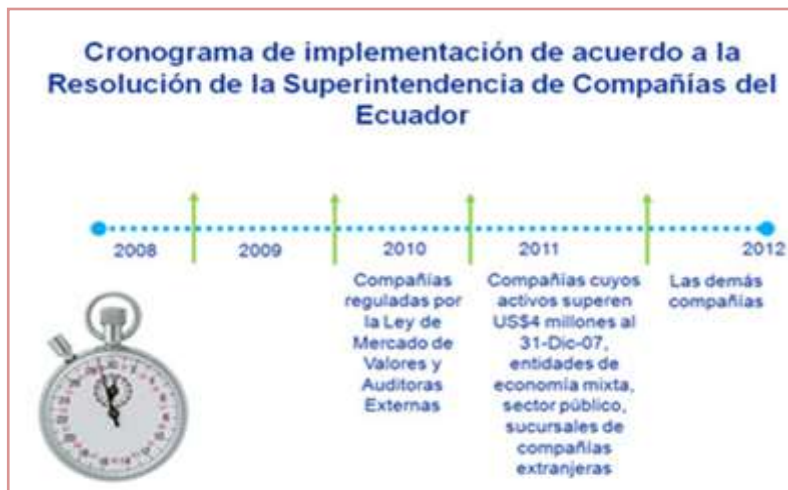 Cronograma de implementación de acuerdo a la
Resolución de la Superintendencia de Compañías del
Ecuador
2008
2009
2010
2011
2012
Compañías
reguladas por
la Ley de
Mercado de
Valores y
Auditoras
Externas
Compañías cuyos
activos superen
US$4 millones al
31-Dic-07,
entidades de
economía mixta,
sector público,
sucursales de
compañías
extranjeras
Las demás
compañías